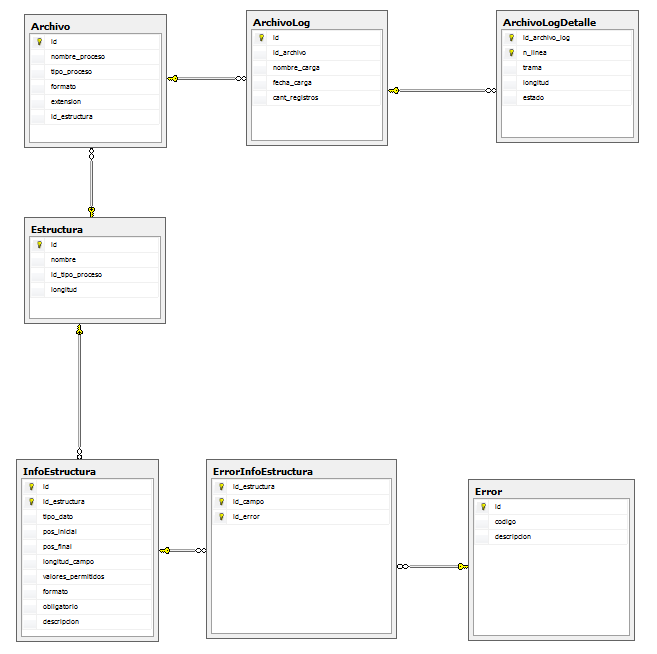 Archivo
id
nombre_proceso
tipo_proceso
formato
extension
id_estructura
ArchivoLog
id
id_archivo
nombre_carga
fecha_carga
cant_registros
ArchivoLogDetalle
id_archivo_log
n_linea
trama
longitud
estado
Estructura
id
nombre
id_tipo_proceso
longitud
InfoEstructura
id
id_estructura
tipo_dato
pos_inicial
pos_final
longitud_campo
valores_permitidos
formato
obligatorio
descripcion
ErrorInfoEstructura
id_estructura
id_campo
id_error
Error
id
codigo
descripcion